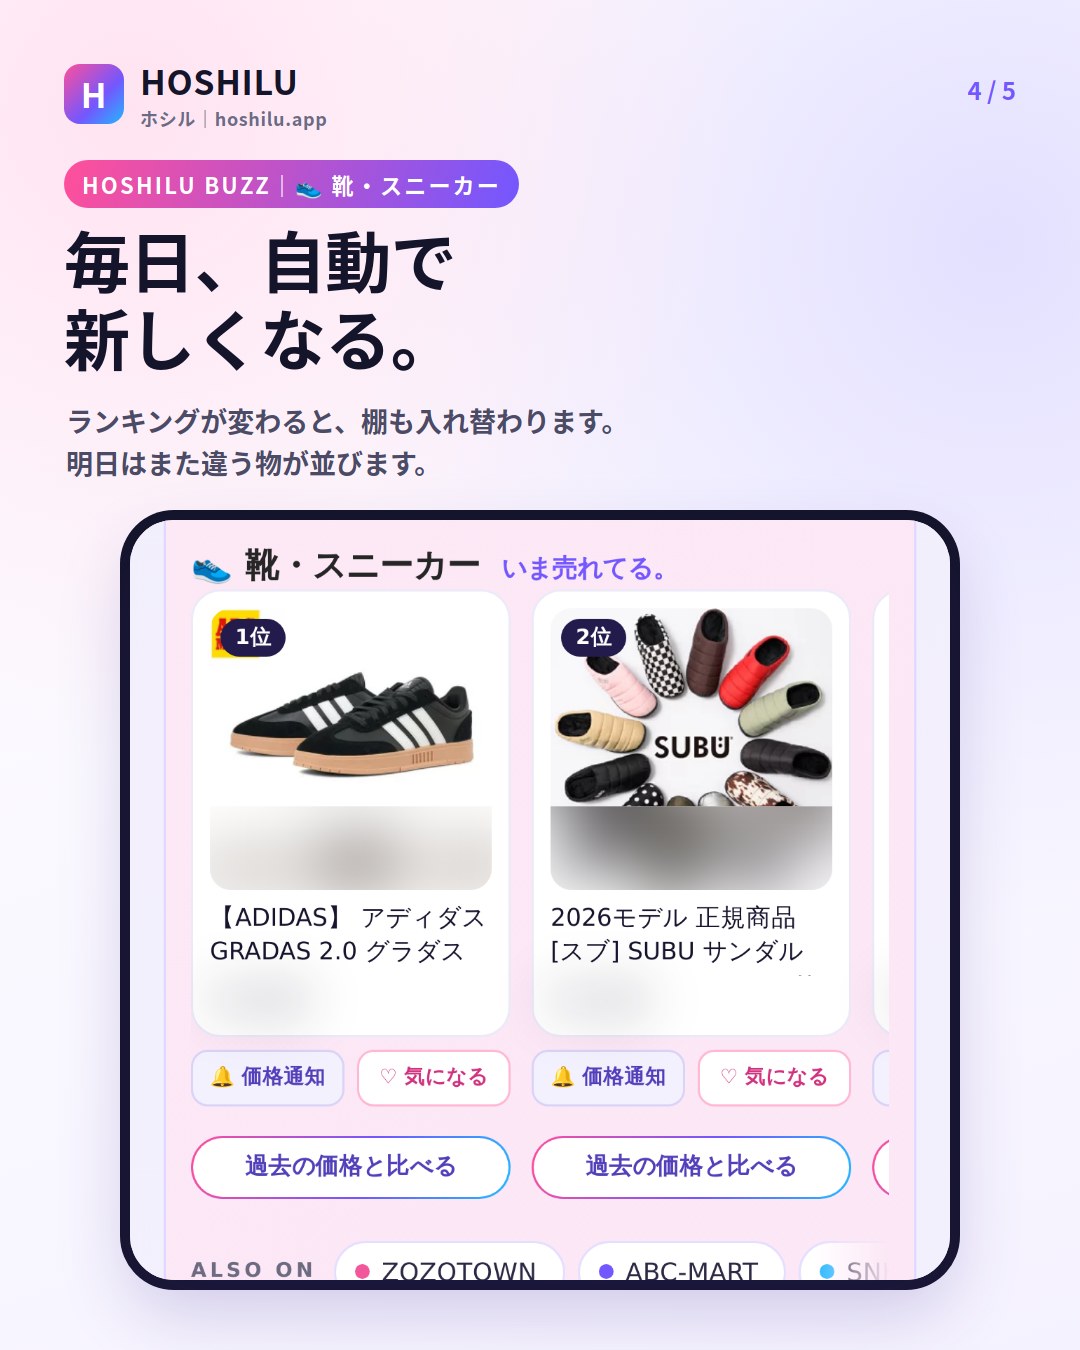 H
HOSHILU
ホシル｜hoshilu.app
4 / 5
HOSHILU BUZZ｜👟 靴・スニーカー
毎日、自動で
新しくなる。
ランキングが変わると、棚も入れ替わります。
明日はまた違う物が並びます。
👟 靴・スニーカー いま売れてる。
1位
2位
SUBU
【ADIDAS】 アディダス
GRADAS 2.0 グラダス
2026モデル 正規商品
[スブ] SUBU サンダル
🔔 価格通知
♡ 気になる
🔔 価格通知
♡ 気になる
過去の価格と比べる
過去の価格と比べる
ALSO ON
ZOZOTOWN
ABC-MART